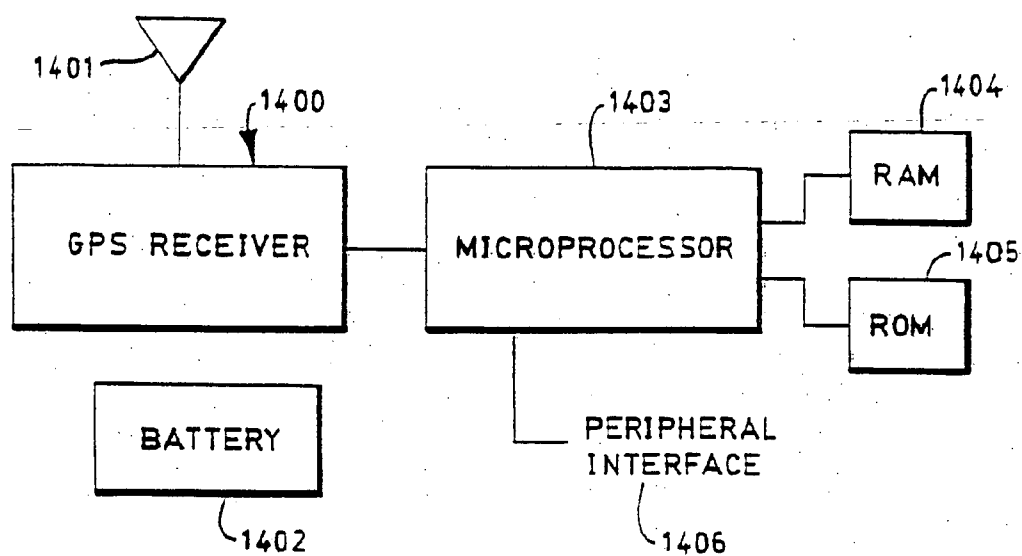 1401
1400
1403
1404
GPS RECEIVER
MICROPROCESSOR
RAM
1405
ROM
BATTERY
PERIPHERAL
INTERFACE
1402
1406